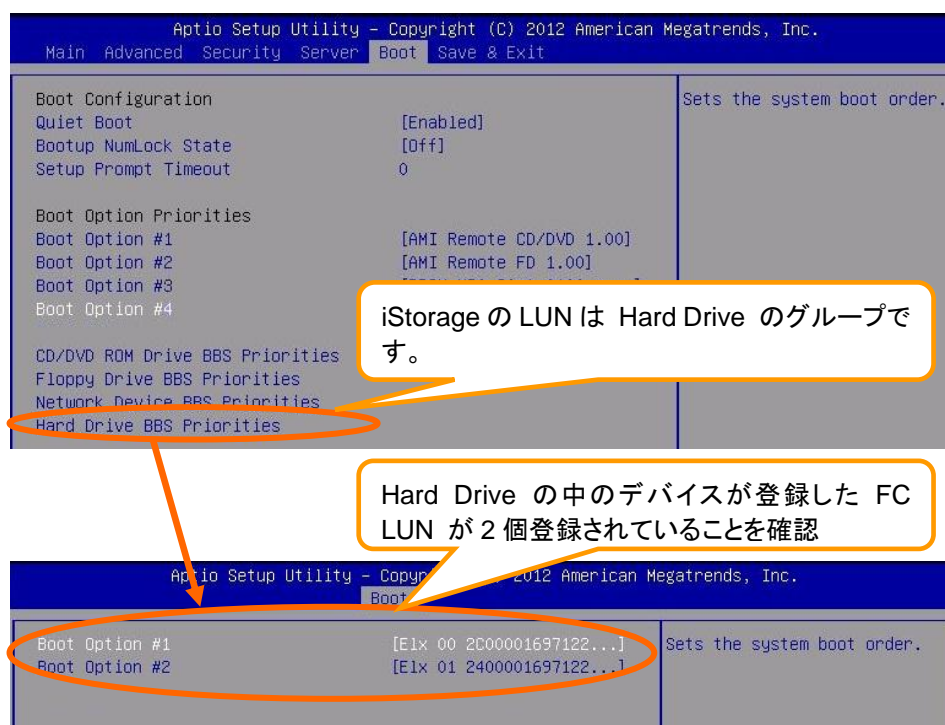 Aptio Setup Utility – Copyright (C) 2012 American Megatrends, Inc.
Main Advanced Security Server Boot Save & Exit
Boot Configuration
Quiet Boot [Enabled]
Bootup NumLock State [Off]
Setup Prompt Timeout 0
Sets the system boot order.
Boot Option Priorities
Boot Option #1 [AMI Remote CD/DVD 1.00]
Boot Option #2 [AMI Remote FD 1.00]
Boot Option #3
Boot Option #4
iStorage の LUN は Hard Drive のグループで
す。
CD/DVD ROM Drive BBS Priorities
Floppy Drive BBS Priorities
Network Device BBS Priorities
Hard Drive BBS Priorities
Hard Drive の中のデバイスが登録した FC
LUN が 2 個登録されていることを確認
Aptio Setup Utility – 2012 American Megatrends, Inc.
Boot
Boot Option #1 [Elx 00 2C00001697122...]
Boot Option #2 [Elx 01 2400001697122...]
Sets the system boot order.